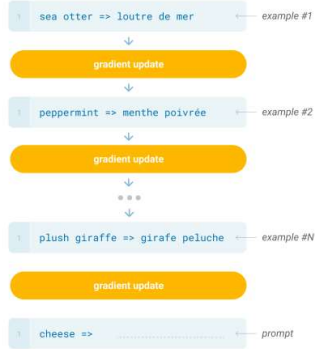 1 sea otter => loutre de mer example #1
gradient update
1 peppermint => menthe poivrée example #2
gradient update
1 plush giraffe => girafe peluche example #N
gradient update
1 cheese => ........................ prompt